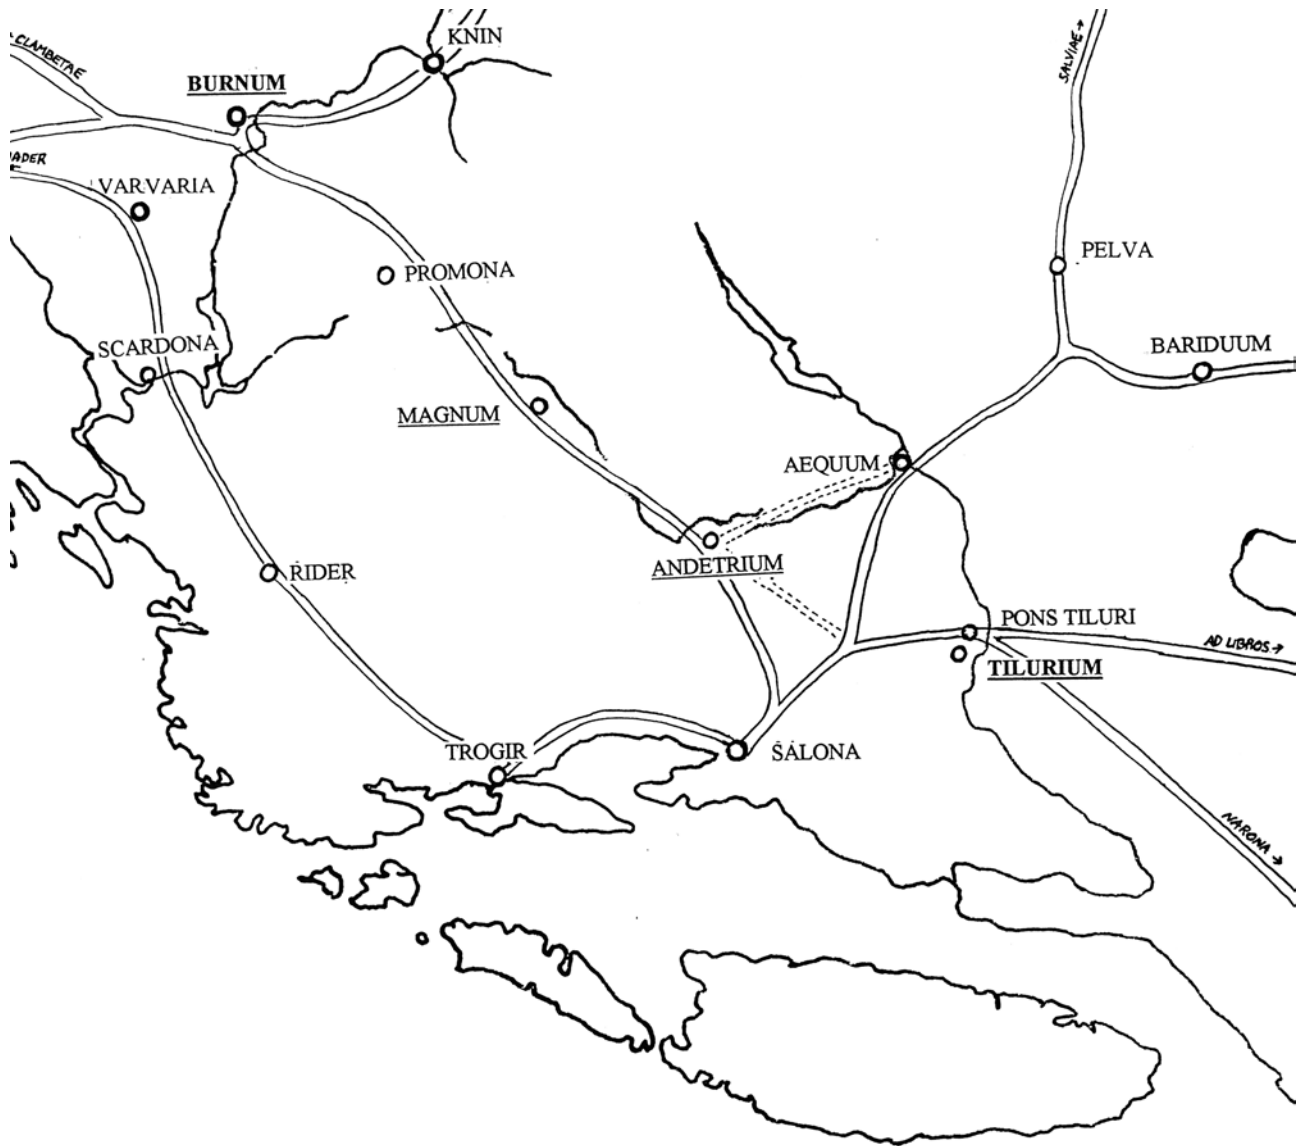 KNIN
SALVIAE →
CLAMBETAE
BURNUM
IADER
VARVARIA
PELVA
PROMONA
SCARDONA
BARIDUUM
MAGNUM
AEQUUM
ANDETRIUM
RIDER
PONS TILURI
AD LIBROS →
TILURIUM
TROGIR
SALONA
NARONA →